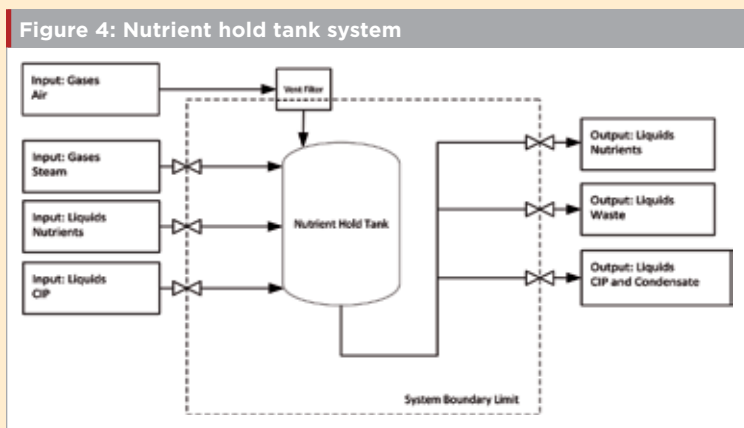 Figure 4: Nutrient hold tank system
Input: Gases
Air
Vent Filter
Input: Gases
Steam
Input: Liquids
Nutrients
Input: Liquids
CIP
Nutrient Hold Tank
Output: Liquids
Nutrients
Output: Liquids
Waste
Output: Liquids
CIP and Condensate
System Boundary Limit